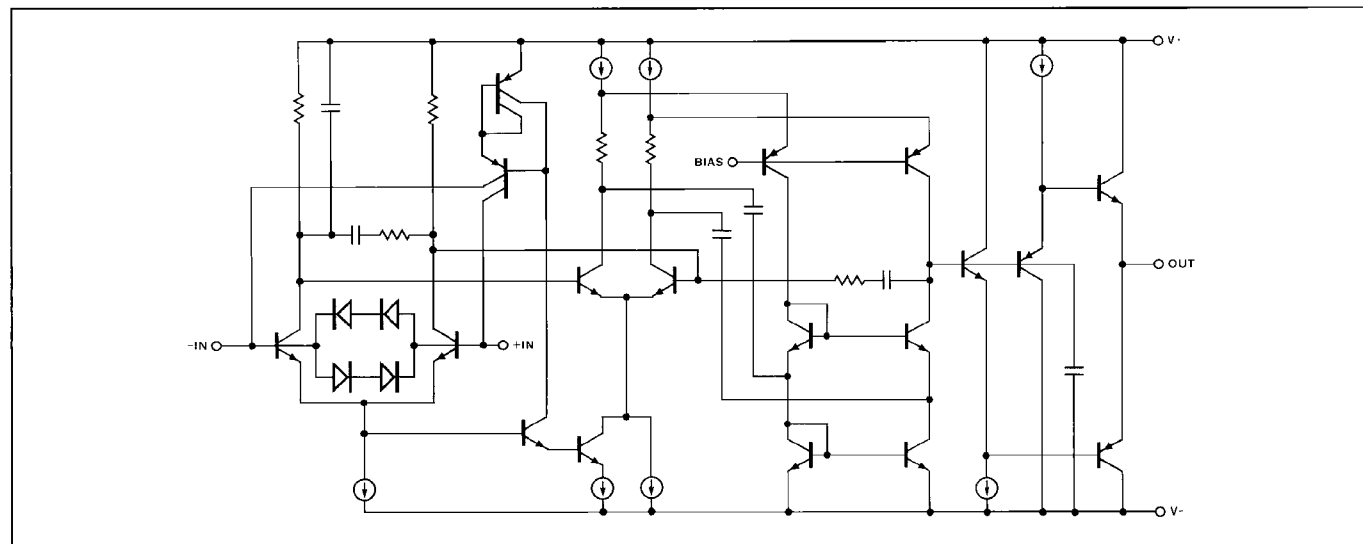 V+
BIAS
-IN
+IN
OUT
V-